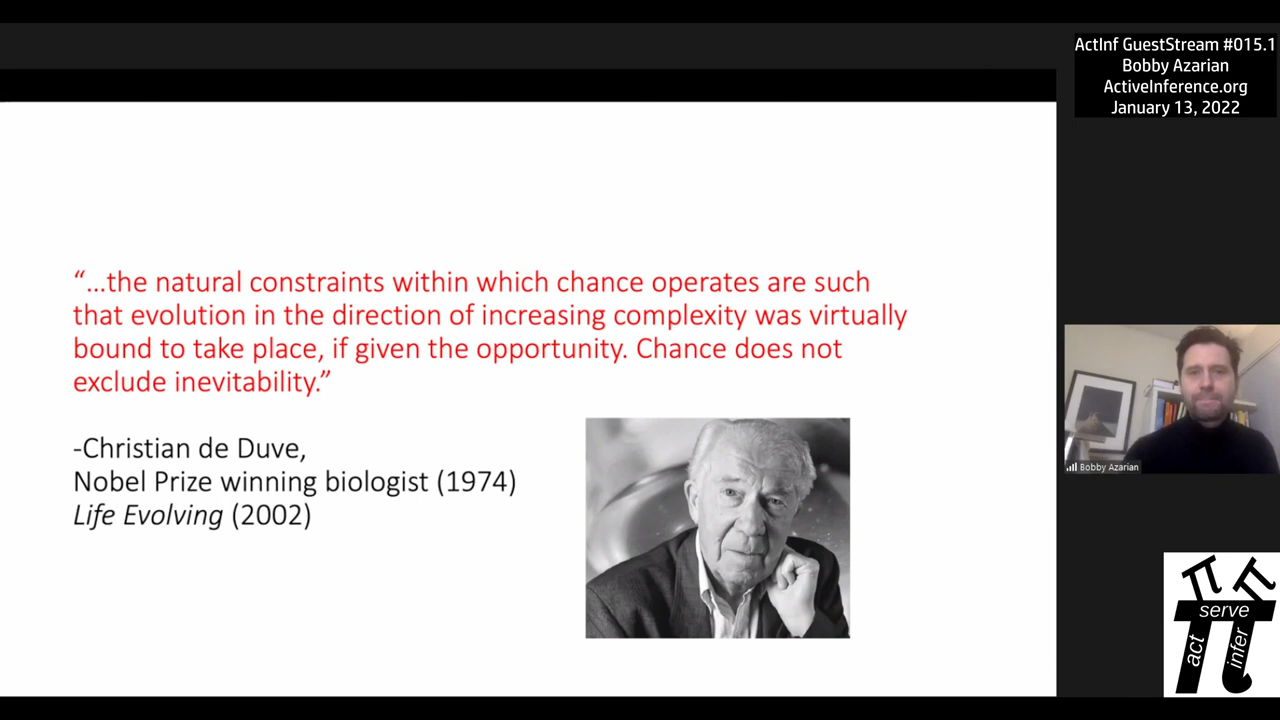 ActInf GuestStream #015.1
Bobby Azarian
ActiveInference.org
January 13, 2022
“...the natural constraints within which chance operates are such
that evolution in the direction of increasing complexity was virtually
bound to take place, if given the opportunity. Chance does not
exclude inevitability.”
-Christian de Duve,
Nobel Prize winning biologist (1974)
Life Evolving (2002)
Bobby Azarian
serve
act
infer